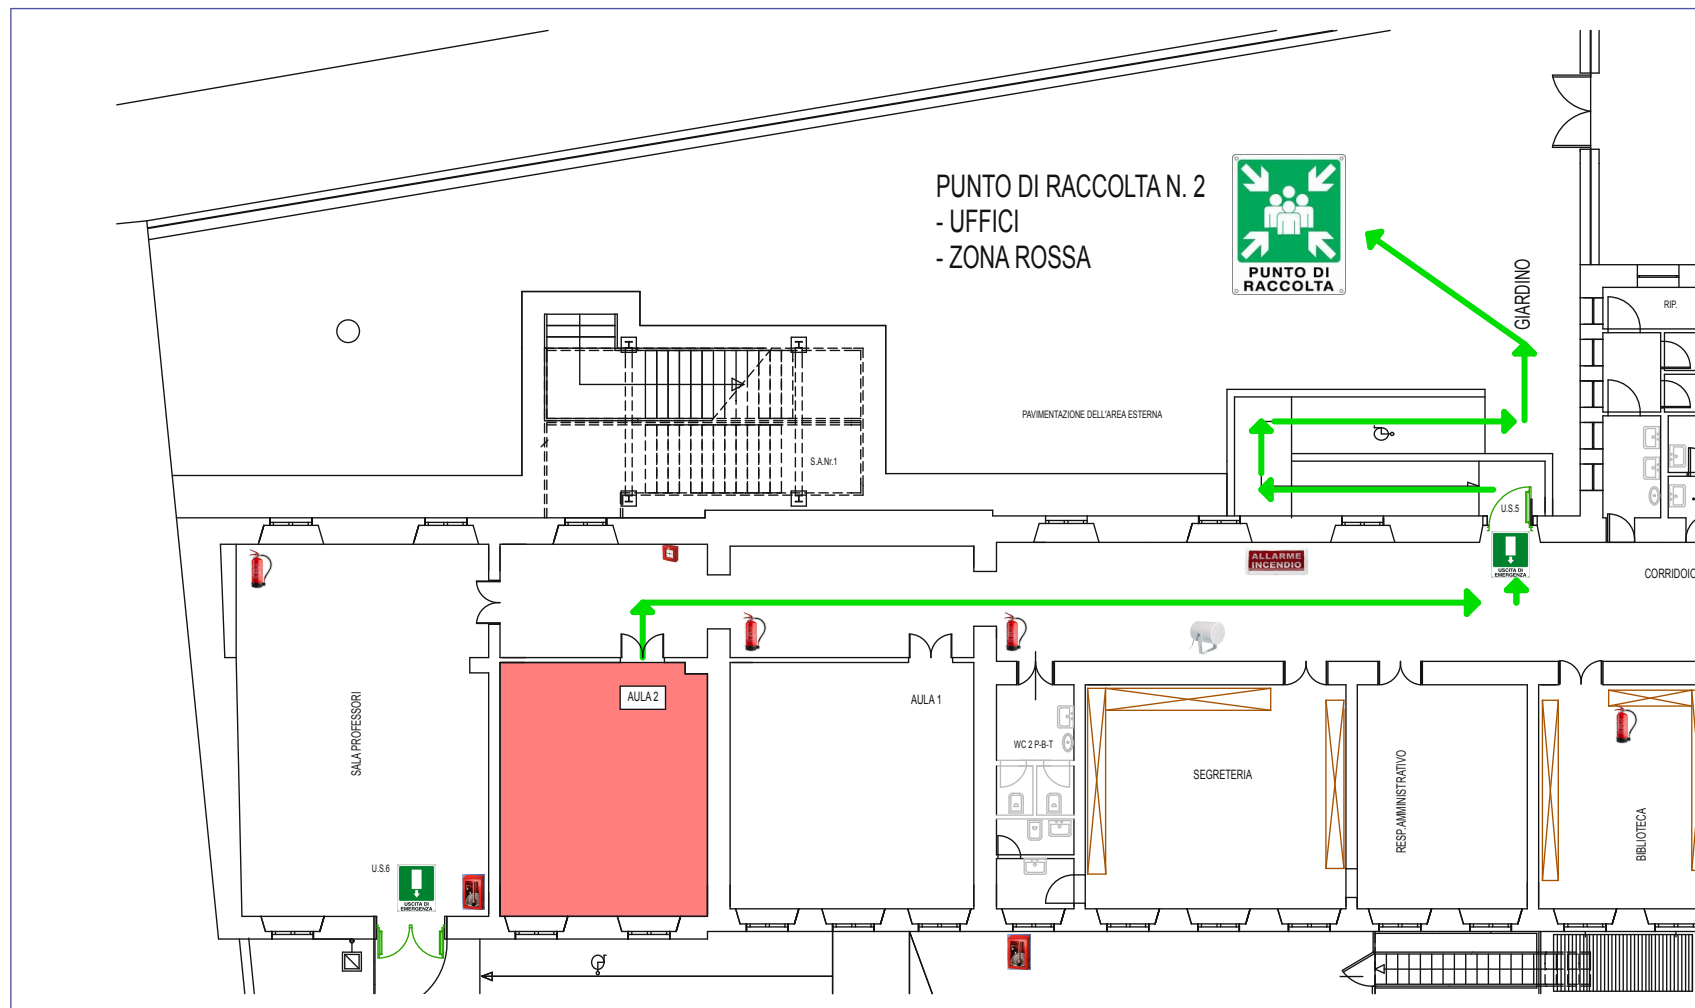 PUNTO DI RACCOLTA N. 2
- UFFICI
- ZONA ROSSA
PUNTO DI
RACCOLTA
GIARDINO
RIP.
PAVIMENTAZIONE DELL'AREA ESTERNA
S.A.Nr.1
U.S.5
ALLARME
INCENDIO
USCITA DI
EMERGENZA
CORRIDOIO
SALA PROFESSORI
AULA 2
AULA 1
WC 2 P-B-T
SEGRETERIA
RESP.AMMINISTRATIVO
BIBLIOTECA
U.S.6
USCITA DI
EMERGENZA